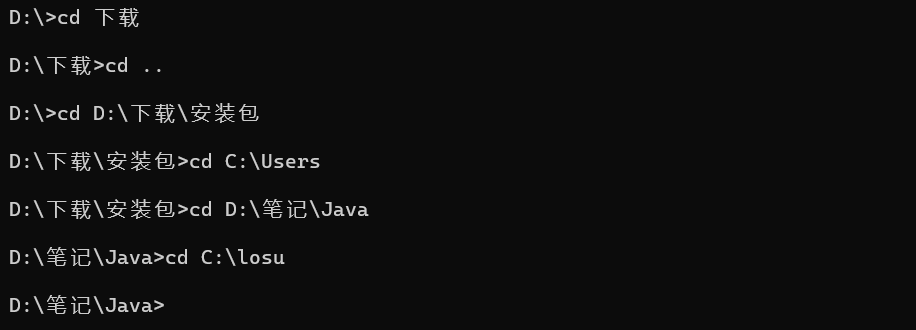 D:\>cd 下载
D:\下载>cd ..
D:\>cd D:\下载\安装包
D:\下载\安装包>cd C:\Users
D:\下载\安装包>cd D:\笔记\Java
D:\笔记\Java>cd C:\losu
D:\笔记\Java>